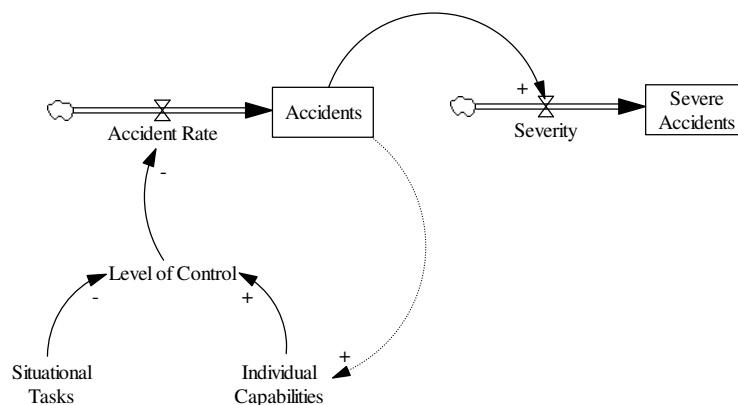 Accidents
Severe
Accidents
+
Accident Rate
Severity
-
Level of Control
-
+
+
Situational
Tasks
Individual
Capabilities